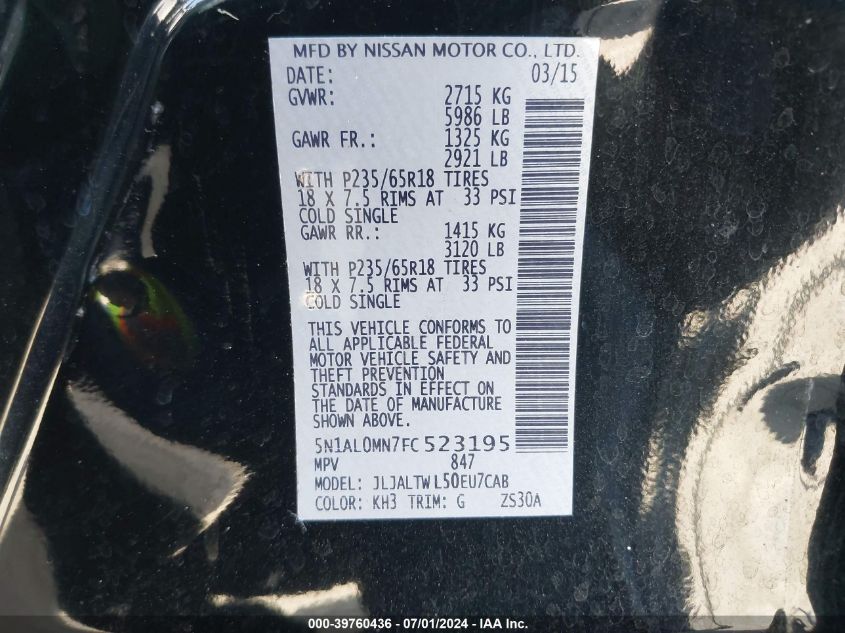 MFD BY NISSAN MOTOR CO., LTD.
DATE: 03/15
GVWR: 2715 KG
5986 LB
GAWR FR.: 1325 KG
2921 LB
WITH P235/65R18 TIRES
18 X 7.5 RIMS AT 33 PSI
COLD SINGLE
GAWR RR.: 1415 KG
3120 LB
WITH P235/65R18 TIRES
18 X 7.5 RIMS AT 33 PSI
COLD SINGLE
THIS VEHICLE CONFORMS TO
ALL APPLICABLE FEDERAL
MOTOR VEHICLE SAFETY AND
THEFT PREVENTION
STANDARDS IN EFFECT ON
THE DATE OF MANUFACTURE
SHOWN ABOVE.
5N1AL0MN7FC523195
MPV 847
MODEL: JLJALTWL50EU7CAB
COLOR: KH3 TRIM: G ZS30A
000-39760436 - 07/01/2024 - IAA Inc.